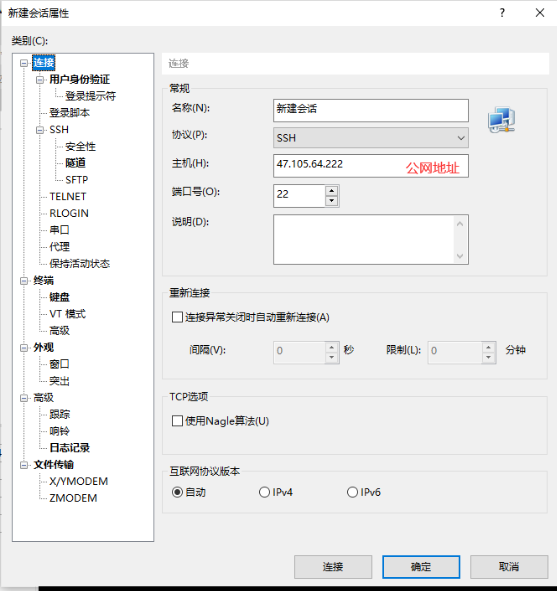 新建会话属性
类别(C):
连接
用户身份验证
登录提示符
登录脚本
SSH
安全性
隧道
SFTP
TELNET
RLOGIN
串口
代理
保持活动状态
终端
键盘
VT 模式
高级
外观
窗口
突出
高级
跟踪
响铃
日志记录
文件传输
X/YMODEM
ZMODEM
连接
常规
名称(N): 新建会话
协议(P): SSH
主机(H): 47.105.64.222 公网地址
端口号(O): 22
说明(D):
重新连接
连接异常关闭时自动重新连接(A)
间隔(V): 0 秒 限制(L): 0 分钟
TCP选项
使用Nagle算法(U)
互联网协议版本
自动 IPv4 IPv6
连接 确定 取消